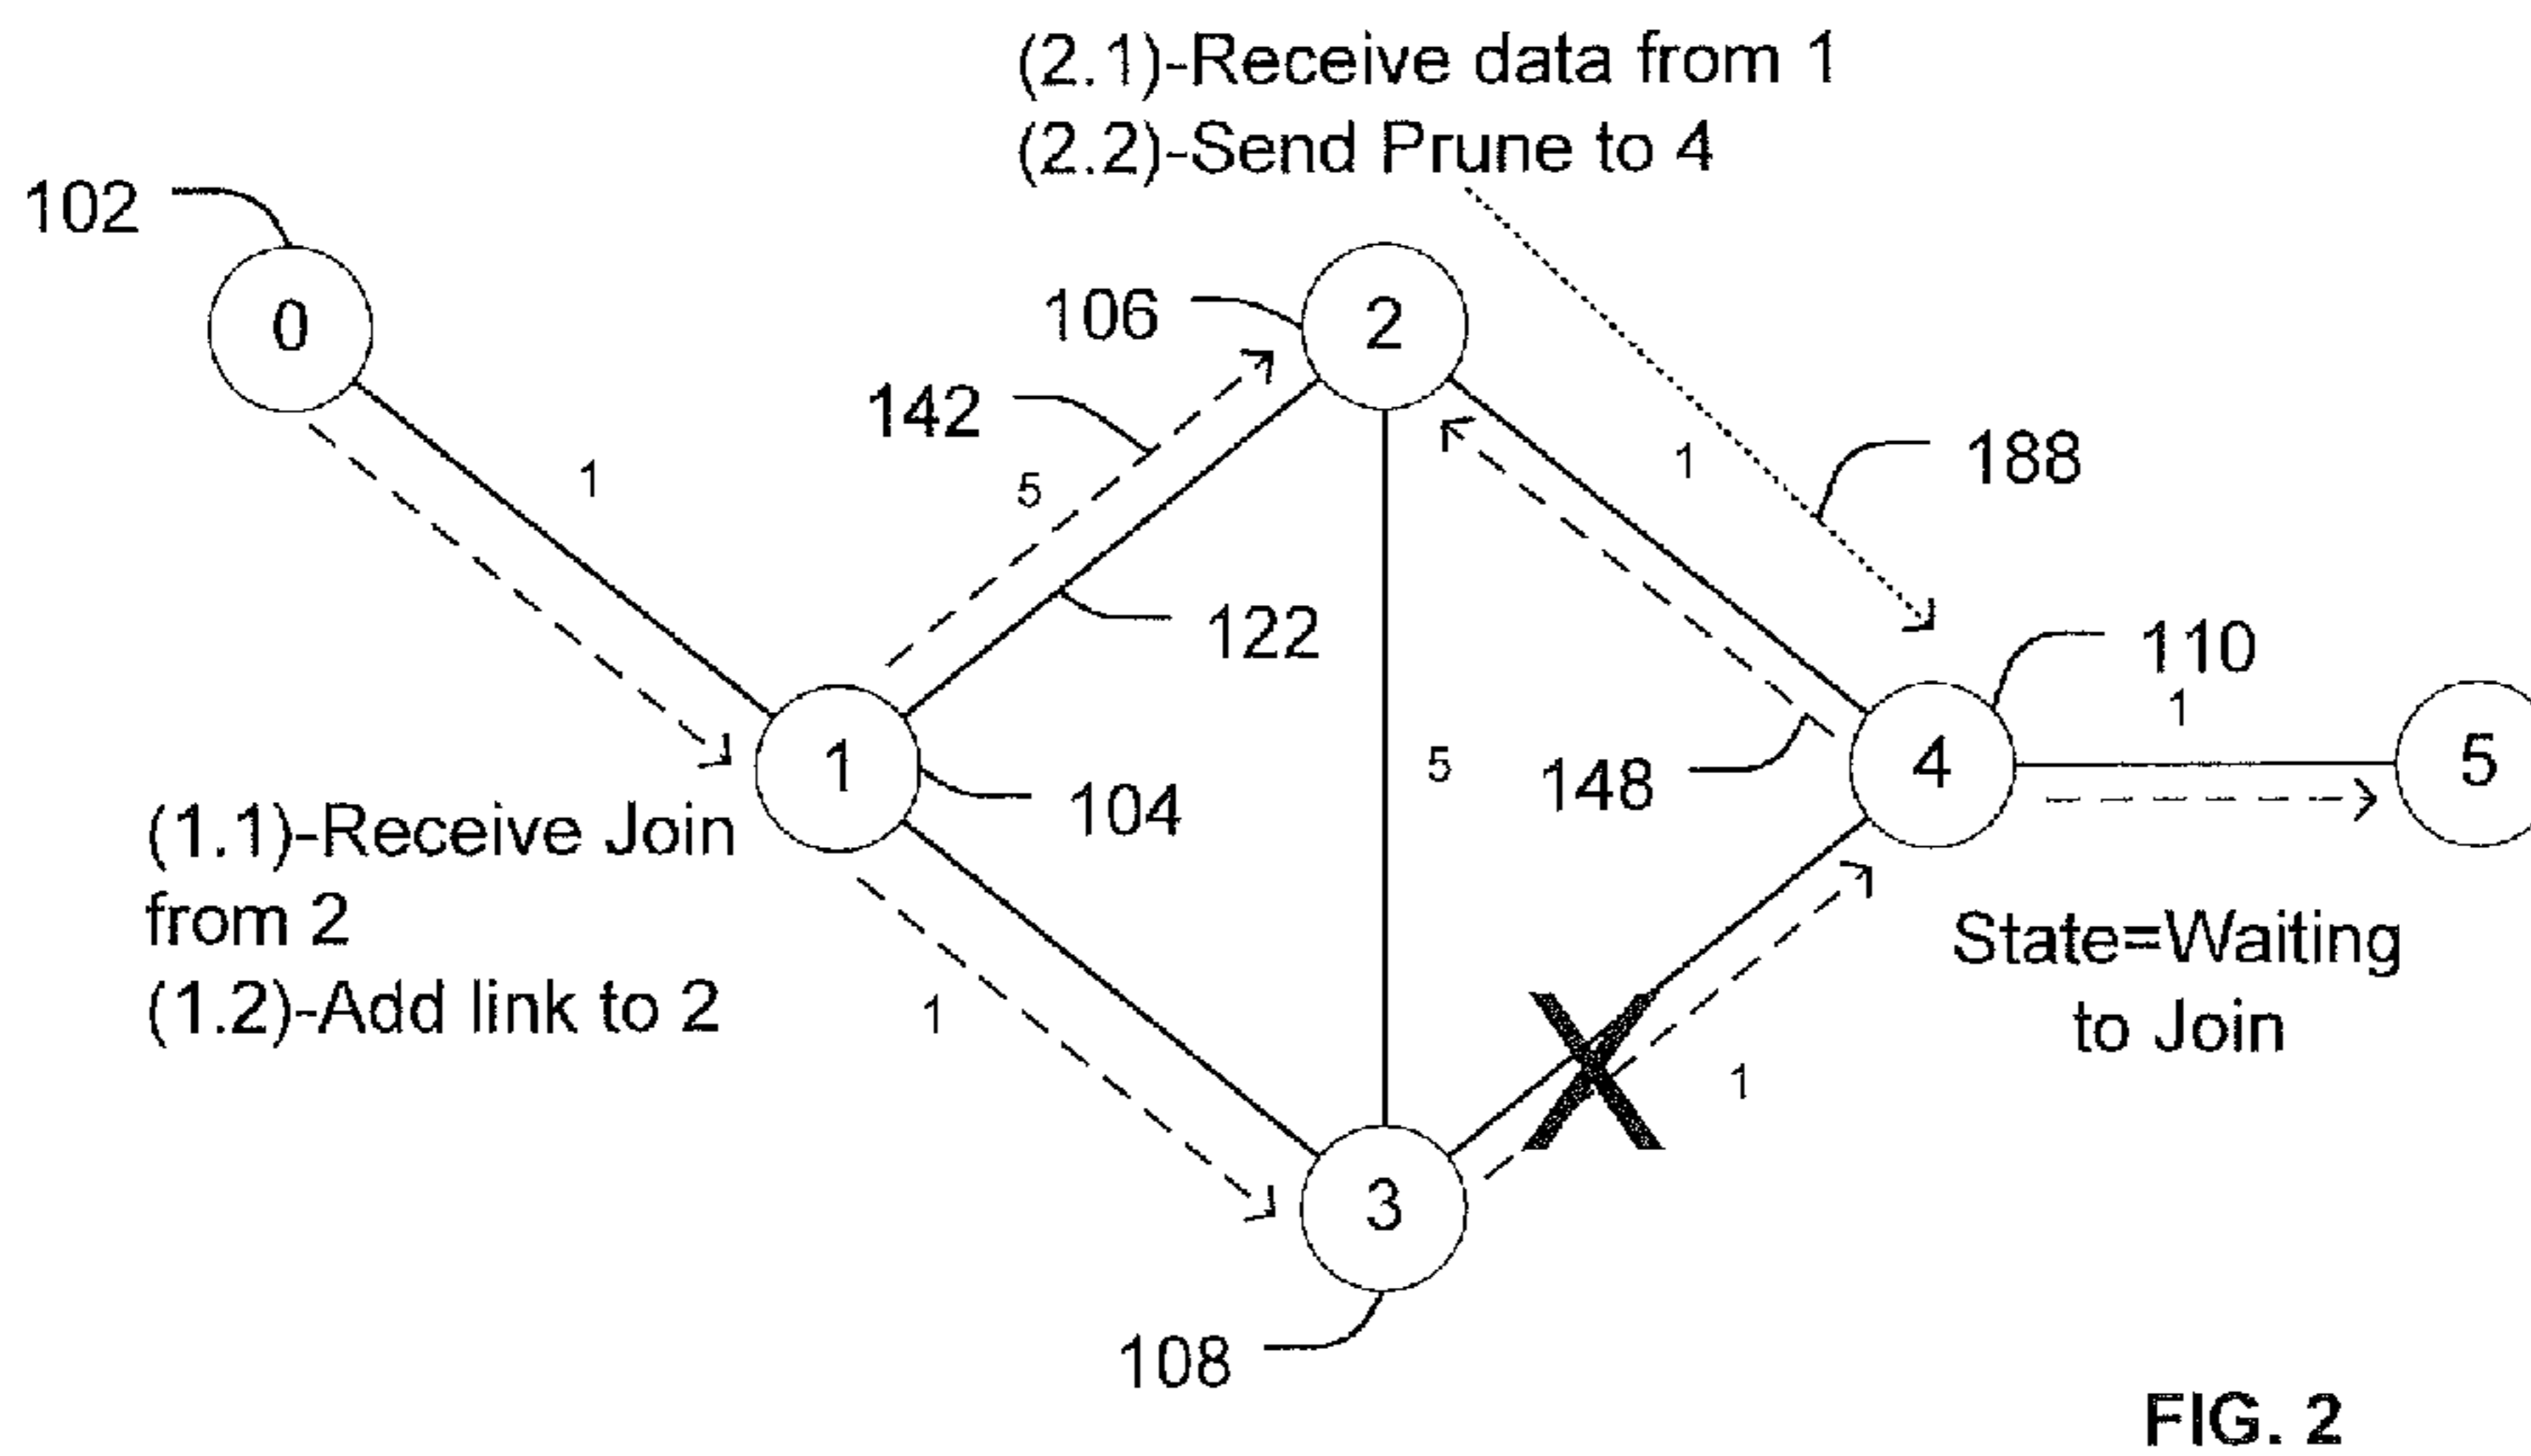 (2.1)-Receive data from 1
(2.2)-Send Prune to 4
102
0
106
2
142
1
5
1
188
122
110
1
1
104
5
148
4
5
(1.1)-Receive Join
from 2
(1.2)-Add link to 2
1
State=Waiting
to Join
1
3
108
FIG. 2